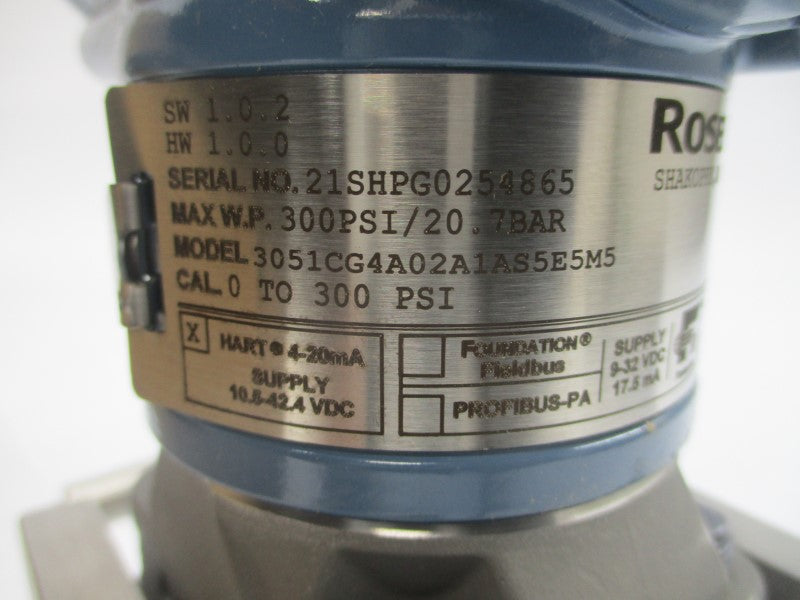 SW 1.0.2
HW 1.0.0
SERIAL NO. 21SHPG0254865
MAX W.P. 300PSI/20.7BAR
MODEL 3051CG4A02A1AS5E5M5
CAL. 0 TO 300 PSI
ROSE
X
HART® 4-20mA
SUPPLY
10.5-42.4 VDC
FOUNDATION®
Fieldbus
PROFIBUS-PA
SUPPLY
9-32 VDC
17.5 mA